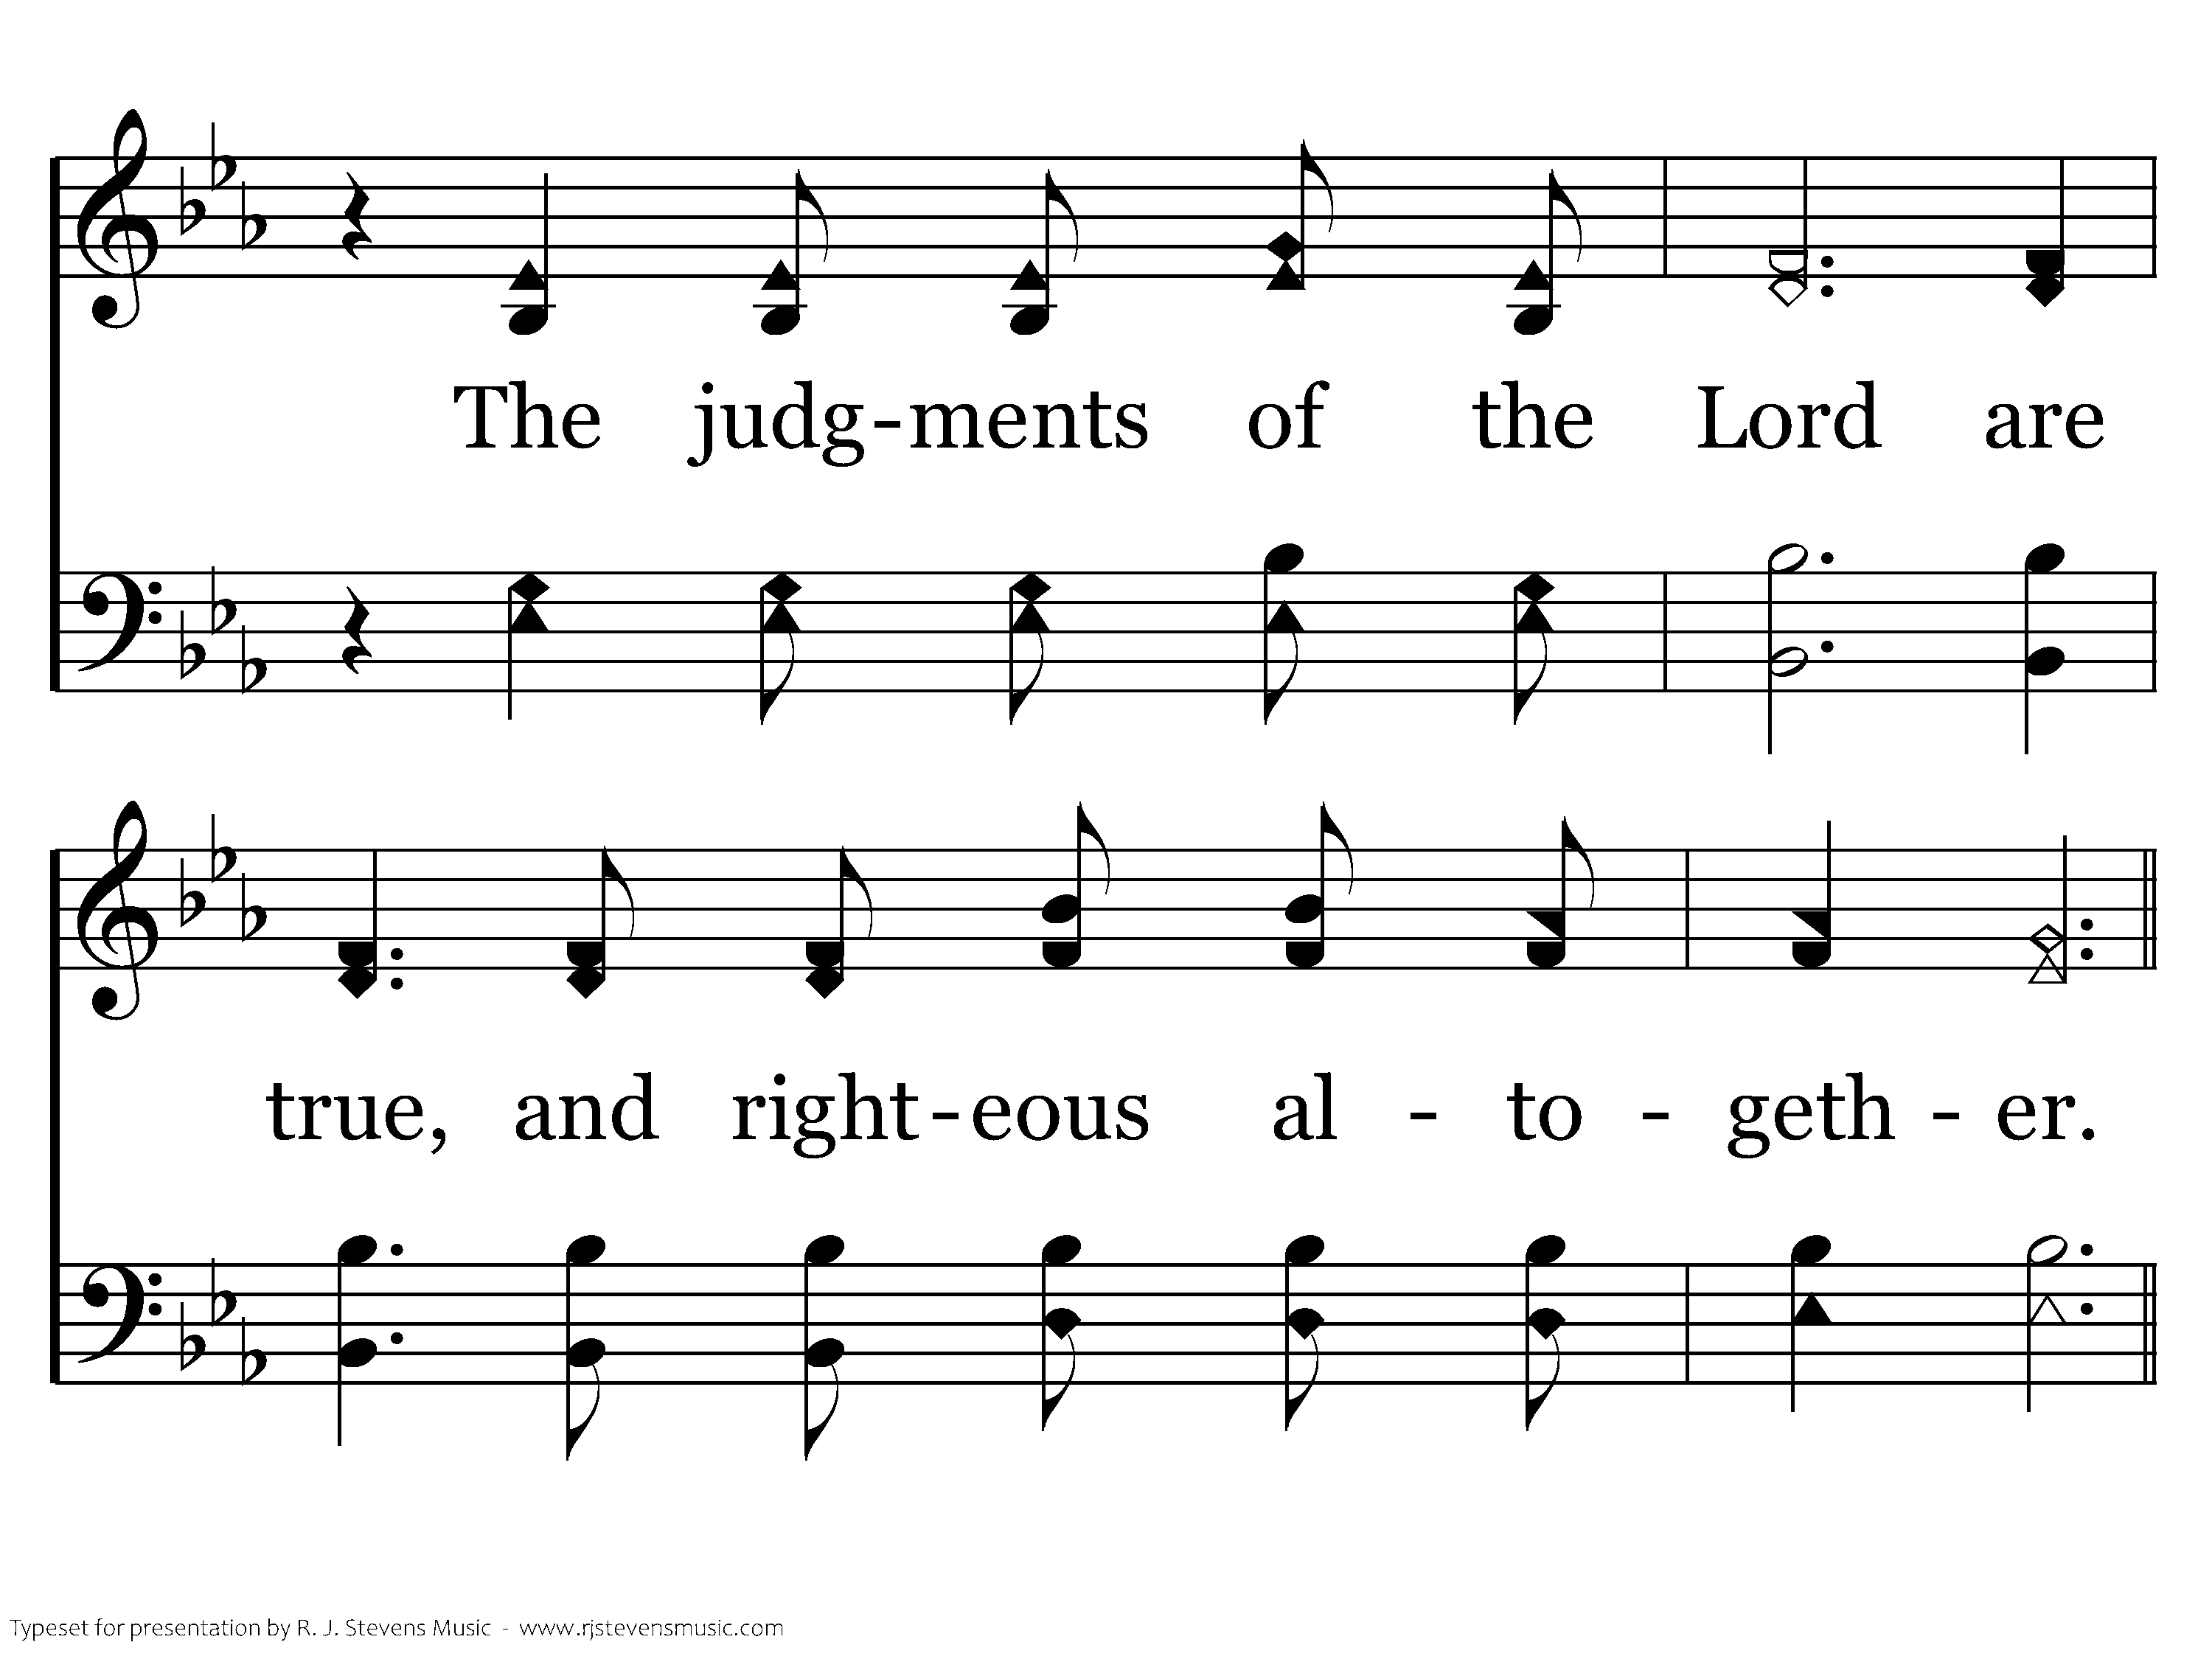 The judg-ments of the Lord are
true, and right-eous al - to - geth - er.
Typeset for presentation by R. J. Stevens Music - www.rjstevensmusic.com